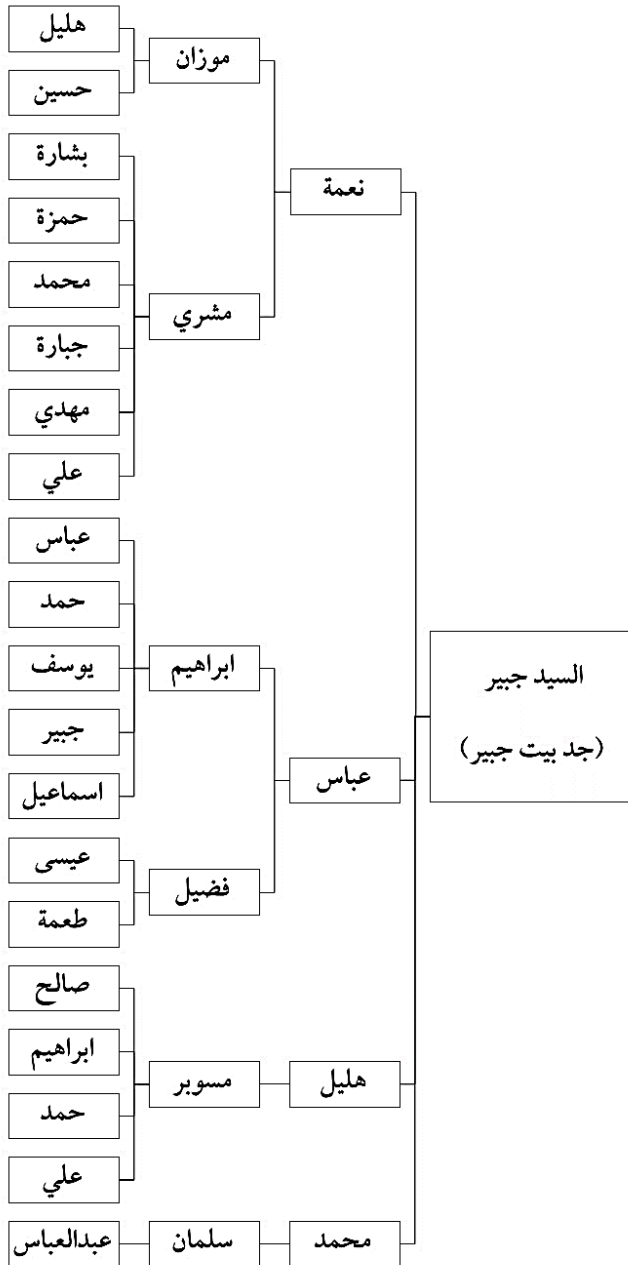 السيد جبير
(جد بيت جبير)
نعمة
موزان
هليل
حسين
مشري
بشارة
حمزة
محمد
جبارة
مهدي
علي
عباس
ابراهيم
عباس
حمد
يوسف
جبير
اسماعيل
فضيل
عيسى
طعمة
هليل
مسوبر
صالح
ابراهيم
حمد
علي
محمد
سلمان
عبدالعباس